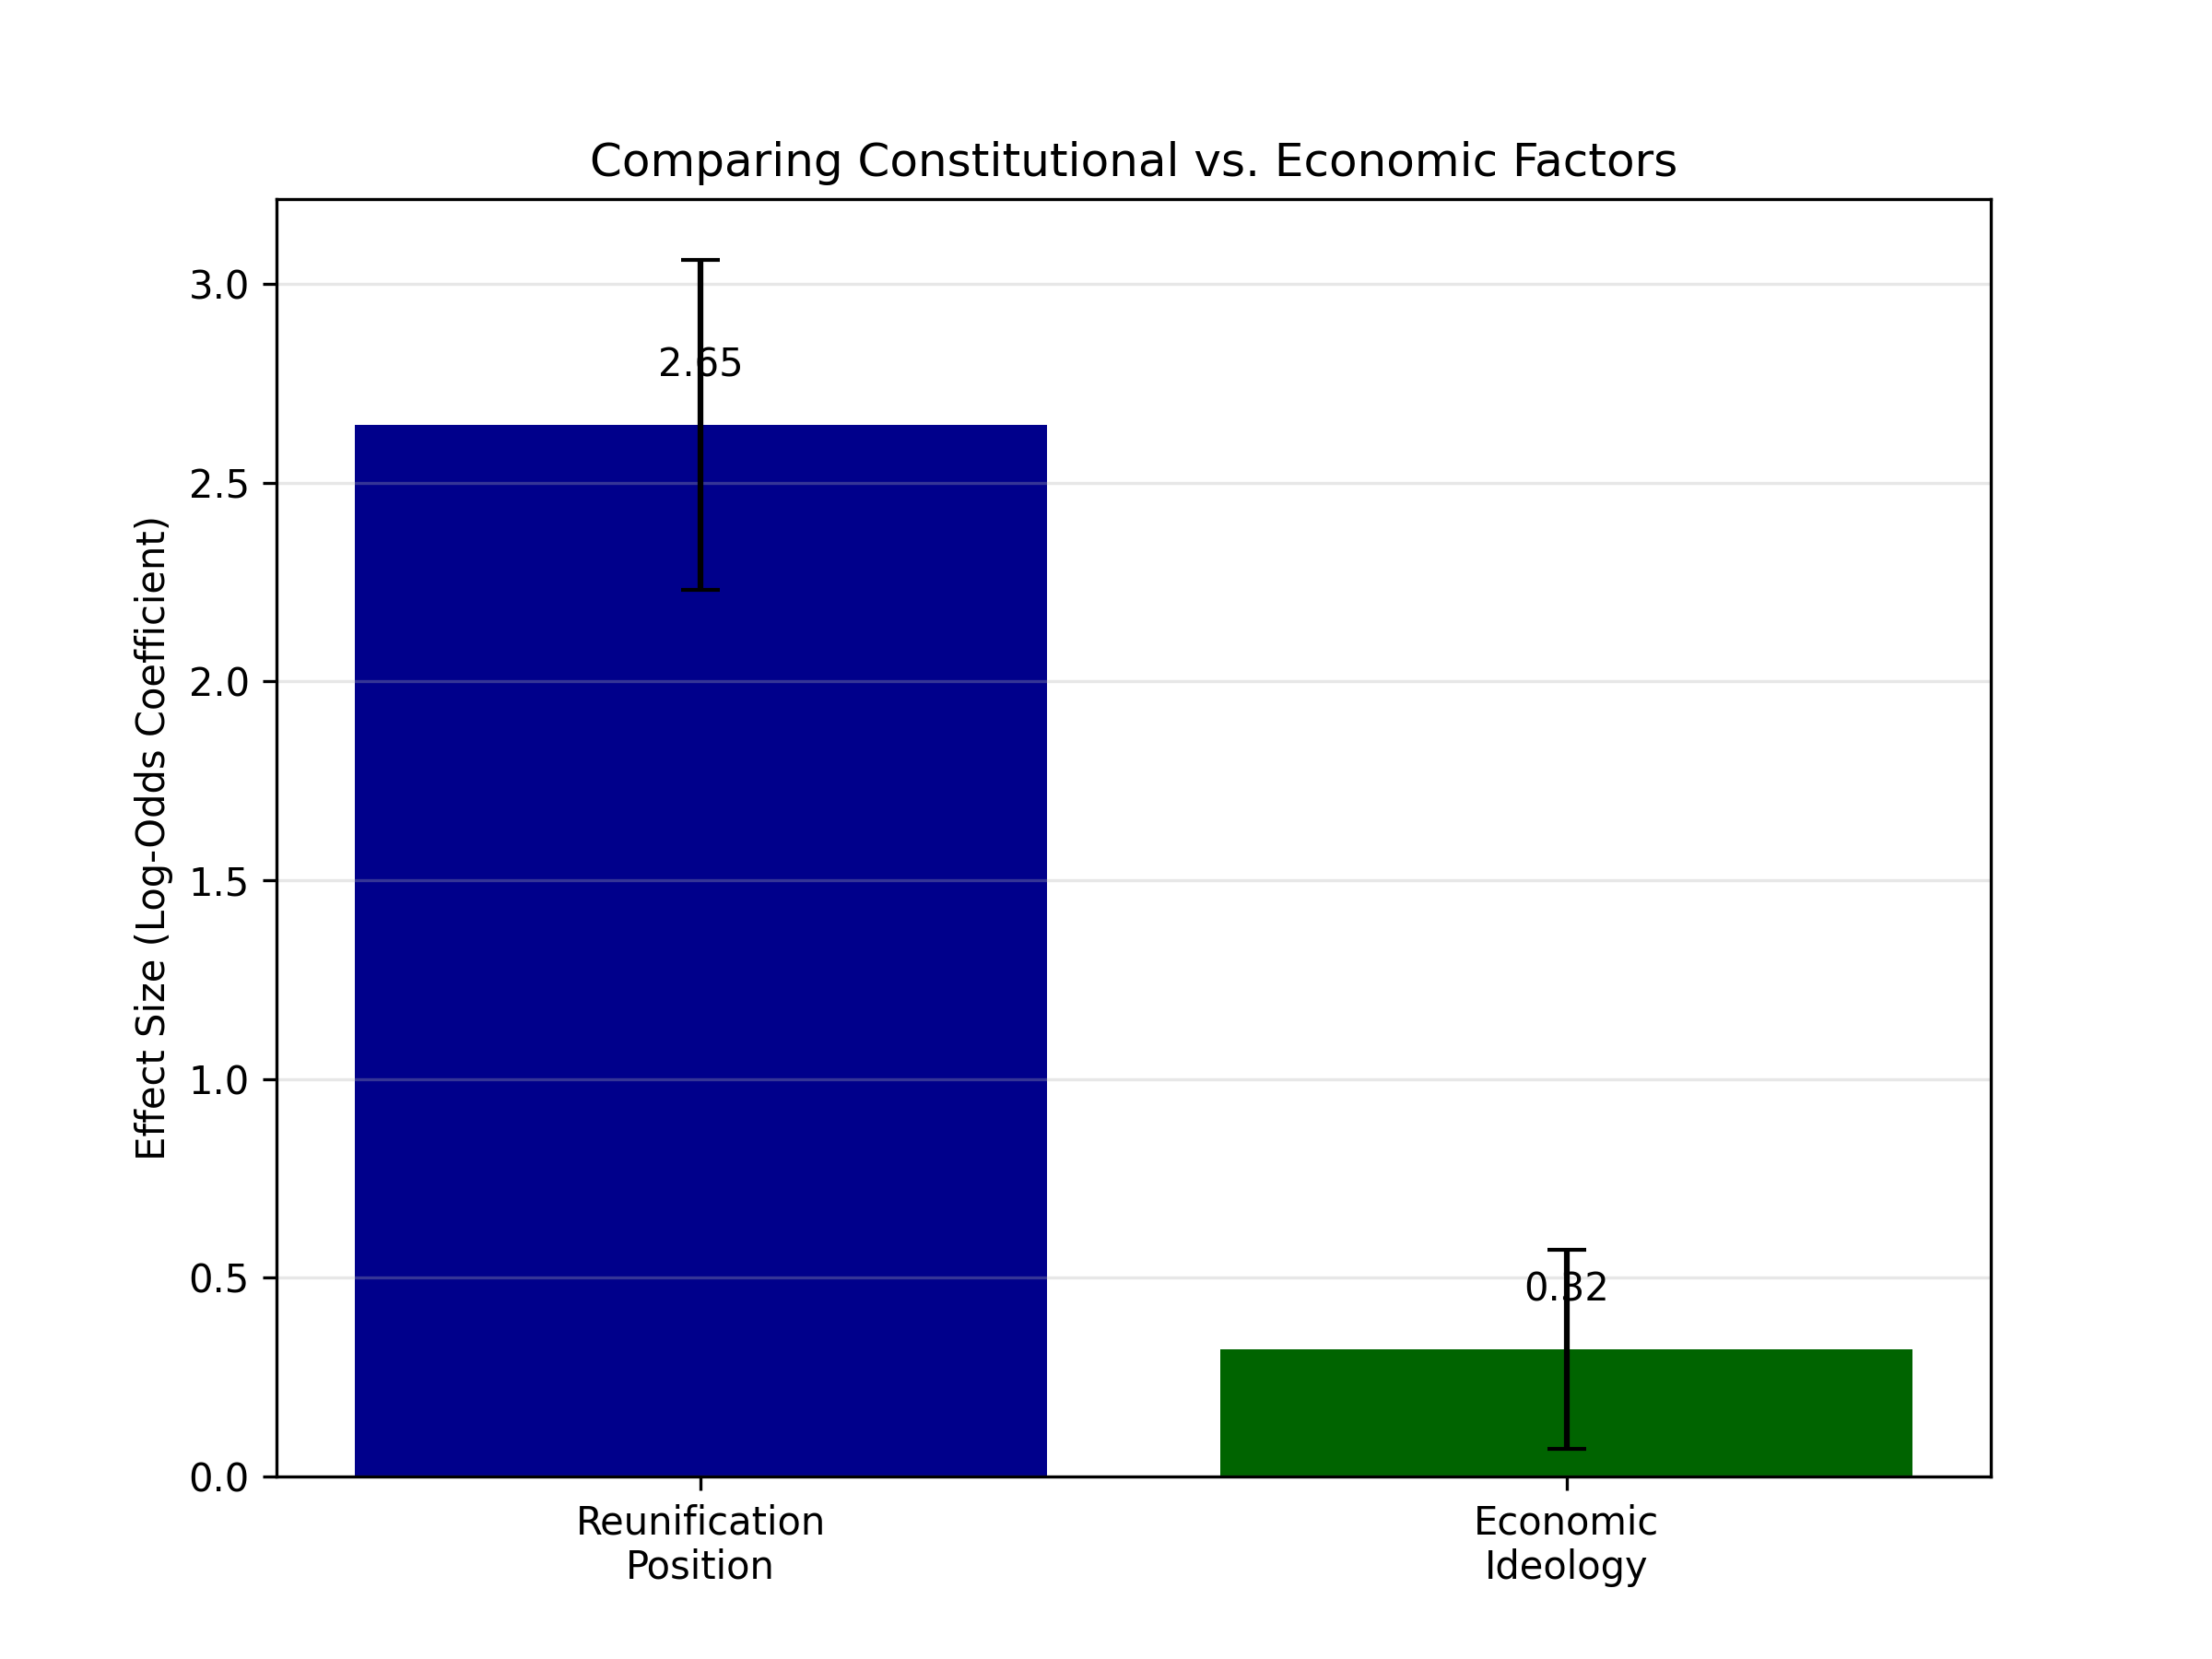 Comparing Constitutional vs. Economic Factors
Effect Size (Log-Odds Coefficient)
3.0
2.5
2.0
1.5
1.0
0.5
0.0
2.65
0.32
Reunification
Position
Economic
Ideology